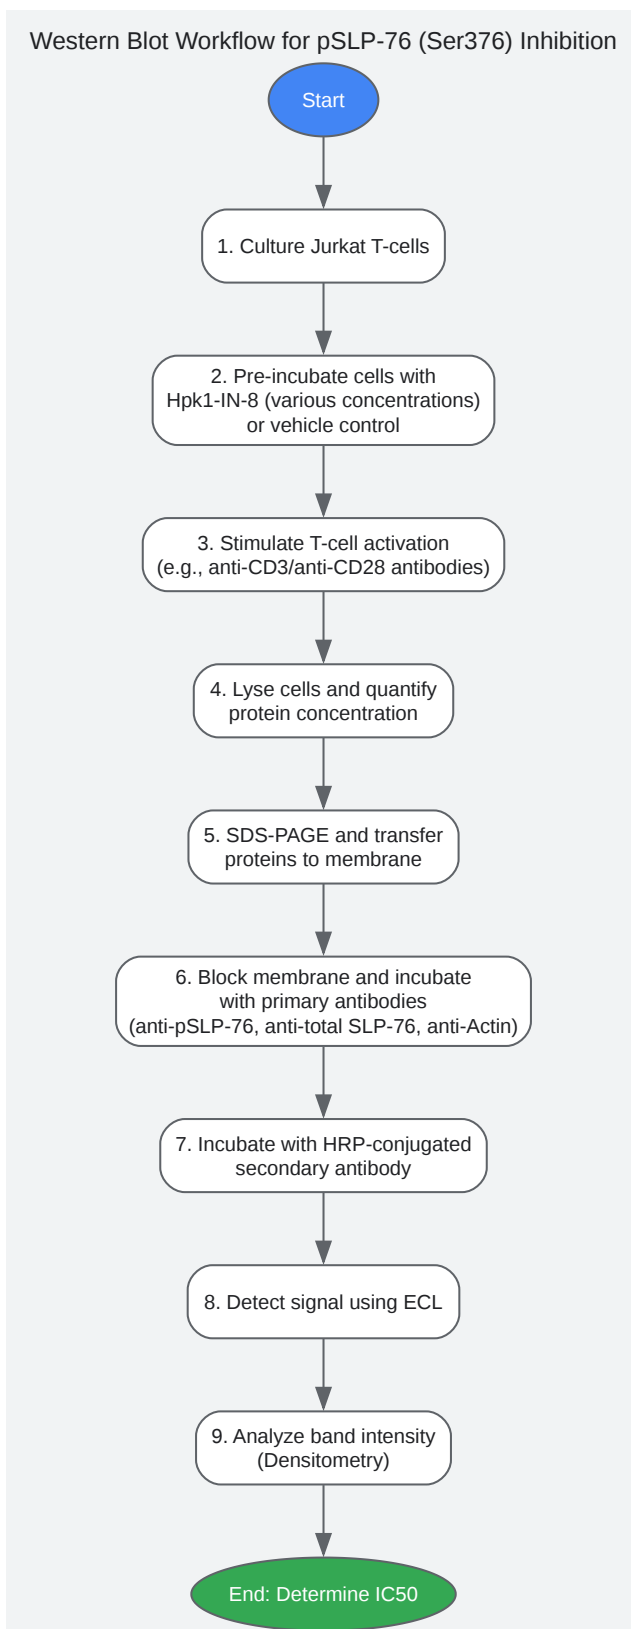 Western Blot Workflow for pSLP-76 (Ser376) Inhibition
Start
1. Culture Jurkat T-cells
2. Pre-incubate cells with
Hpk1-IN-8 (various concentrations)
or vehicle control
3. Stimulate T-cell activation
(e.g., anti-CD3/anti-CD28 antibodies)
4. Lyse cells and quantify
protein concentration
5. SDS-PAGE and transfer
proteins to membrane
6. Block membrane and incubate
with primary antibodies
(anti-pSLP-76, anti-total SLP-76, anti-Actin)
7. Incubate with HRP-conjugated
secondary antibody
8. Detect signal using ECL
9. Analyze band intensity
(Densitometry)
End: Determine IC50